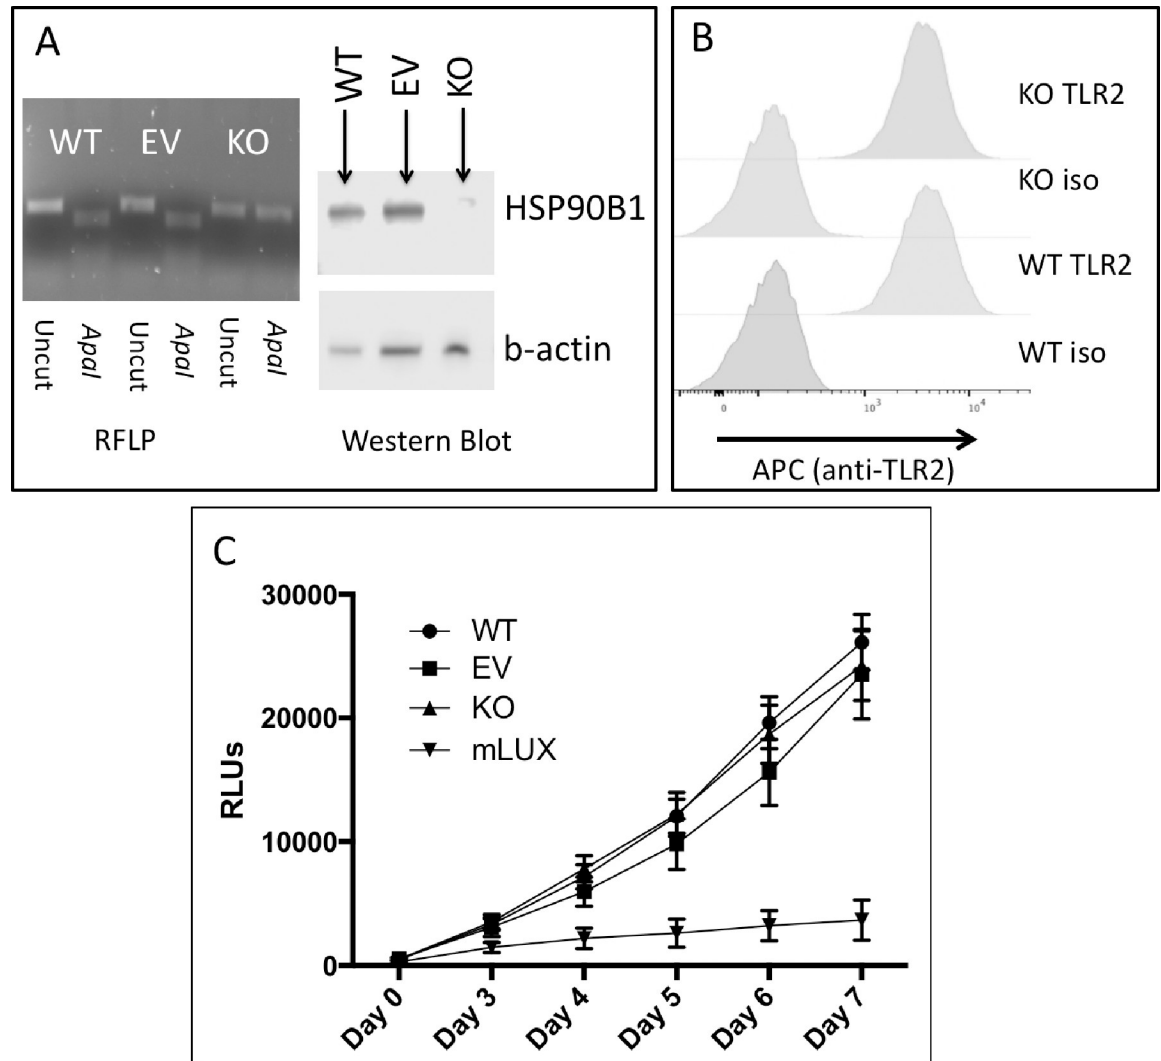 A
WT
EV
KO
WT EV KO
HSP90B1
b-actin
Uncut
ApaI
Uncut
ApaI
Uncut
ApaI
RFLP
Western Blot
B
KO TLR2
KO iso
WT TLR2
WT iso
0 10³ 10⁴
APC (anti-TLR2)
C
30000
20000
10000
0
RLUs
WT
EV
KO
mLUX
Day 0
Day 3
Day 4
Day 5
Day 6
Day 7